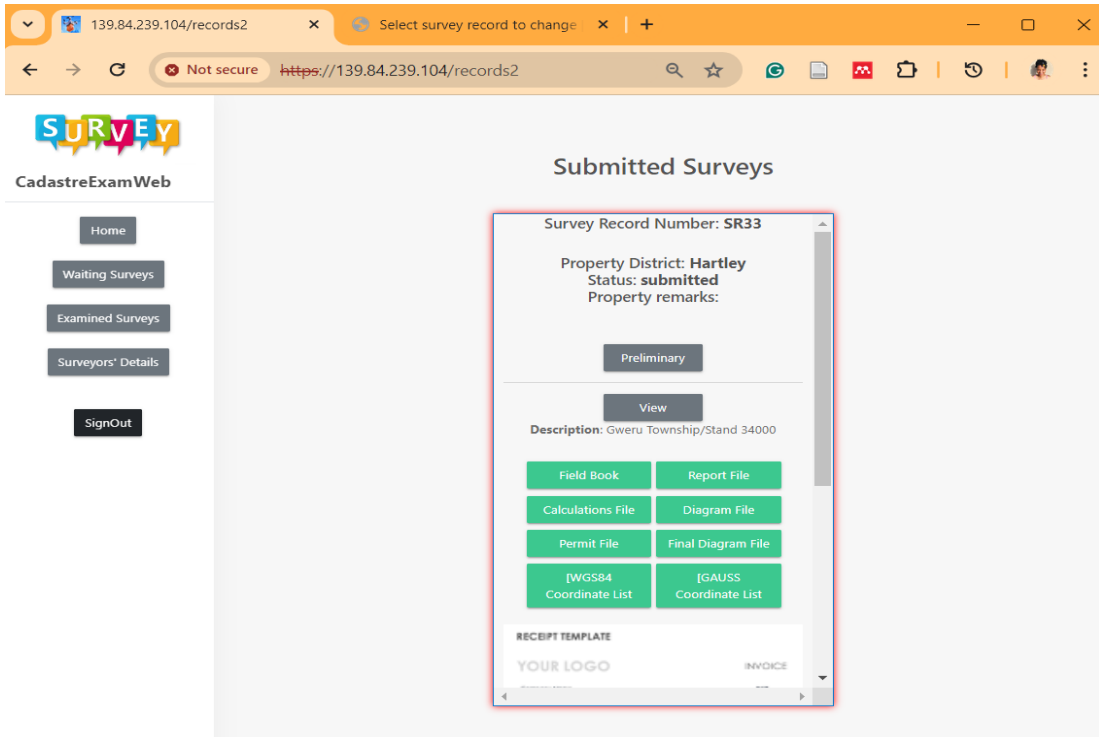 139.84.239.104/records2
Select survey record to change
Not secure
https://139.84.239.104/records2
SURVEY
CadastreExamWeb
Home
Waiting Surveys
Examined Surveys
Surveyors' Details
SignOut
Submitted Surveys
Survey Record Number: SR33
Property District: Hartley
Status: submitted
Property remarks:
Preliminary
View
Description: Gweru Township/Stand 34000
Field Book
Report File
Calculations File
Diagram File
Permit File
Final Diagram File
[WGS84
Coordinate List
[GAUSS
Coordinate List
RECEIPT TEMPLATE
YOUR LOGO
INVOICE